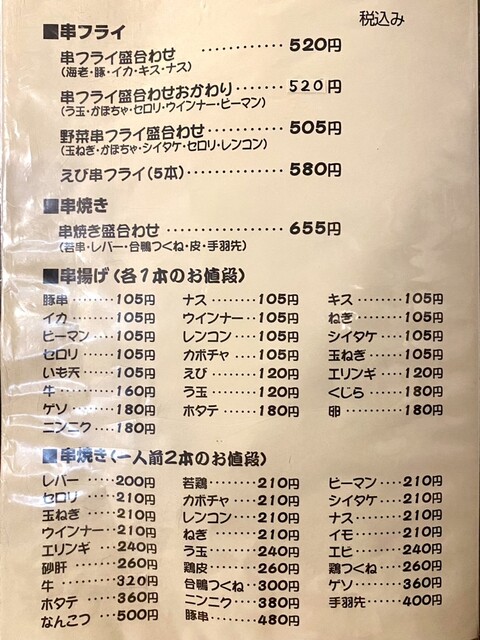 税込み
■串フライ
串フライ盛合わせ ············ 520円
(海老・豚・イカ・キス・ナス)
串フライ盛合わせおかわり ······ 520円
(う玉・かぼちゃ・セロリ・ウインナー・ピーマン)
野菜串フライ盛合わせ ············ 505円
(玉ねぎ・かぼちゃ・シイタケ・セロリ・レンコン)
えび串フライ(5本) ············ 580円
■串焼き
串焼き盛合わせ ················ 655円
(若串・レバー・合鴨つくね・皮・手羽先)
■串揚げ(各1本のお値段)
豚串 ········ 105円 ナス ········ 105円 キス ········ 105円
イカ ········ 105円 ウインナー ·· 105円 ねぎ ········ 105円
ピーマン ···· 105円 レンコン ···· 105円 シイタケ ···· 105円
セロリ ······ 105円 カボチャ ···· 105円 玉ねぎ ······ 105円
いも天 ······ 105円 えび ········ 120円 エリンギ ···· 120円
牛 ·········· 160円 う玉 ········ 120円 くじら ······ 180円
ゲソ ········ 180円 ホタテ ······ 180円 卵 ·········· 180円
ニンニク ···· 180円
■串焼き(一人前2本のお値段)
レバー ······ 200円 若鶏 ········ 210円 ピーマン ···· 210円
セロリ ······ 210円 カボチャ ···· 210円 シイタケ ···· 210円
玉ねぎ ······ 210円 レンコン ···· 210円 ナス ········ 210円
ウインナー ·· 210円 ねぎ ········ 210円 イモ ········ 210円
エリンギ ···· 240円 う玉 ········ 240円 エヒ ········ 240円
砂肝 ········ 260円 鶏皮 ········ 260円 鶏つくね ···· 260円
牛 ·········· 320円 合鴨つくね ·· 300円 ゲソ ········ 360円
ホタテ ······ 360円 ニンニク ···· 380円 手羽先 ······ 400円
なんこつ ···· 500円 豚串 ········ 480円